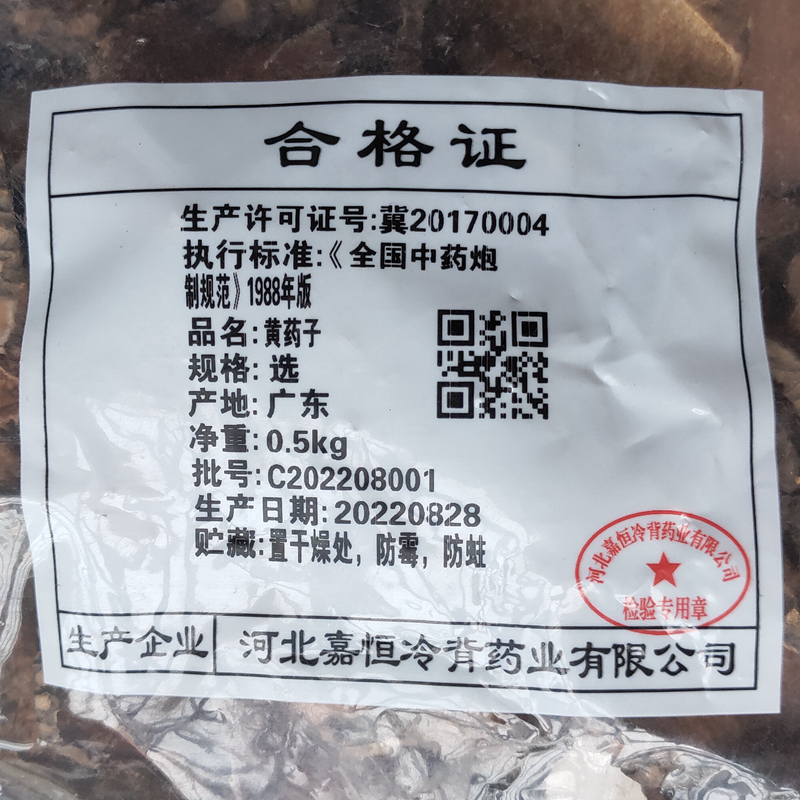 合格证
生产许可证号:冀20170004
执行标准:《全国中药炮
制规范》1988年版
品名:黄药子
规格:选
产地:广东
净重:0.5kg
批号:C202208001
生产日期:20220828
贮藏:置干燥处，防霉，防蛀
河北嘉恒冷背药业有限公司
检验专用章
生产企业 河北嘉恒冷背药业有限公司